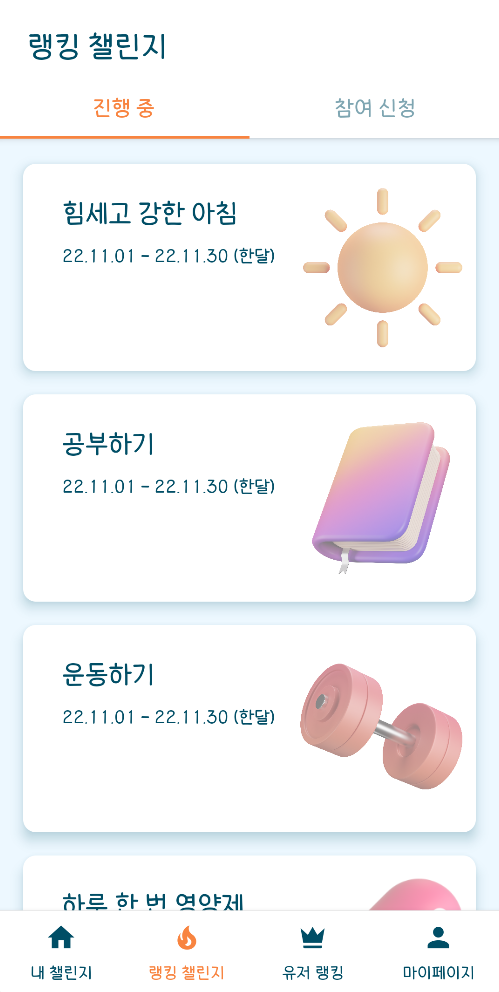 랭킹 챌린지
진행 중
참여 신청
힘세고 강한 아침
22.11.01 - 22.11.30 (한달)
공부하기
22.11.01 - 22.11.30 (한달)
운동하기
22.11.01 - 22.11.30 (한달)
하루 한 번 영양제
내 챌린지
랭킹 챌린지
유저 랭킹
마이페이지